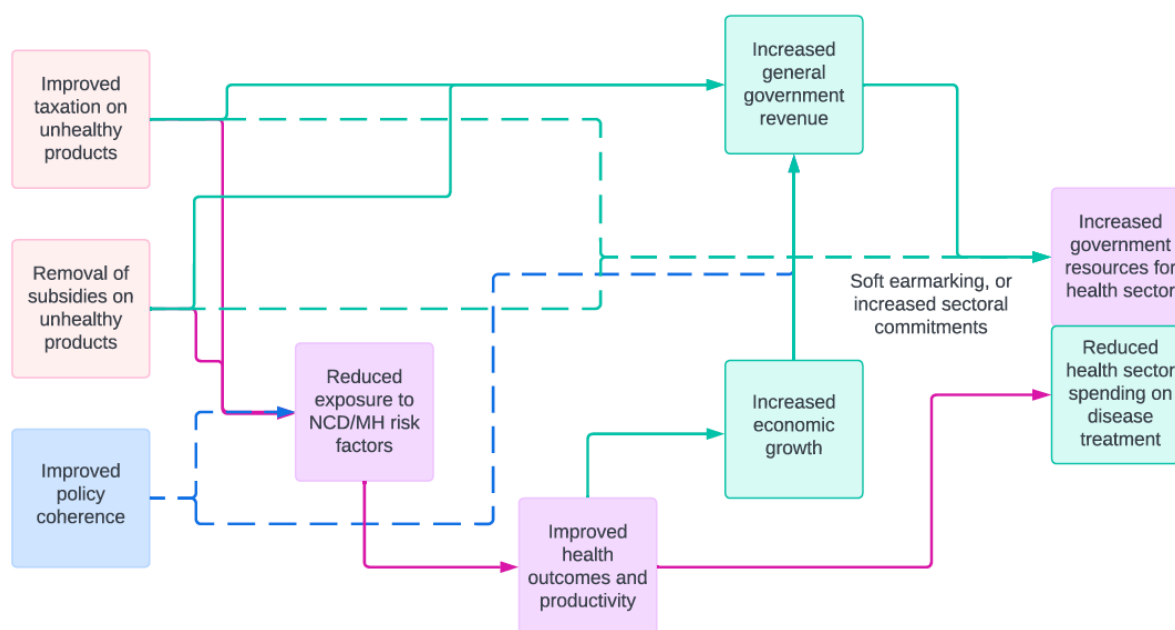 Improved
taxation on
unhealthy
products
Increased
general
government
revenue
Removal of
subsidies on
unhealthy
products
Increased
government
resources for
health sector
Soft earmarking, or
increased sectoral
commitments
Reduced
exposure to
NCD/MH risk
factors
Increased
economic
growth
Reduced
health sector
spending on
disease
treatment
Improved
policy
coherence
Improved
health
outcomes and
productivity